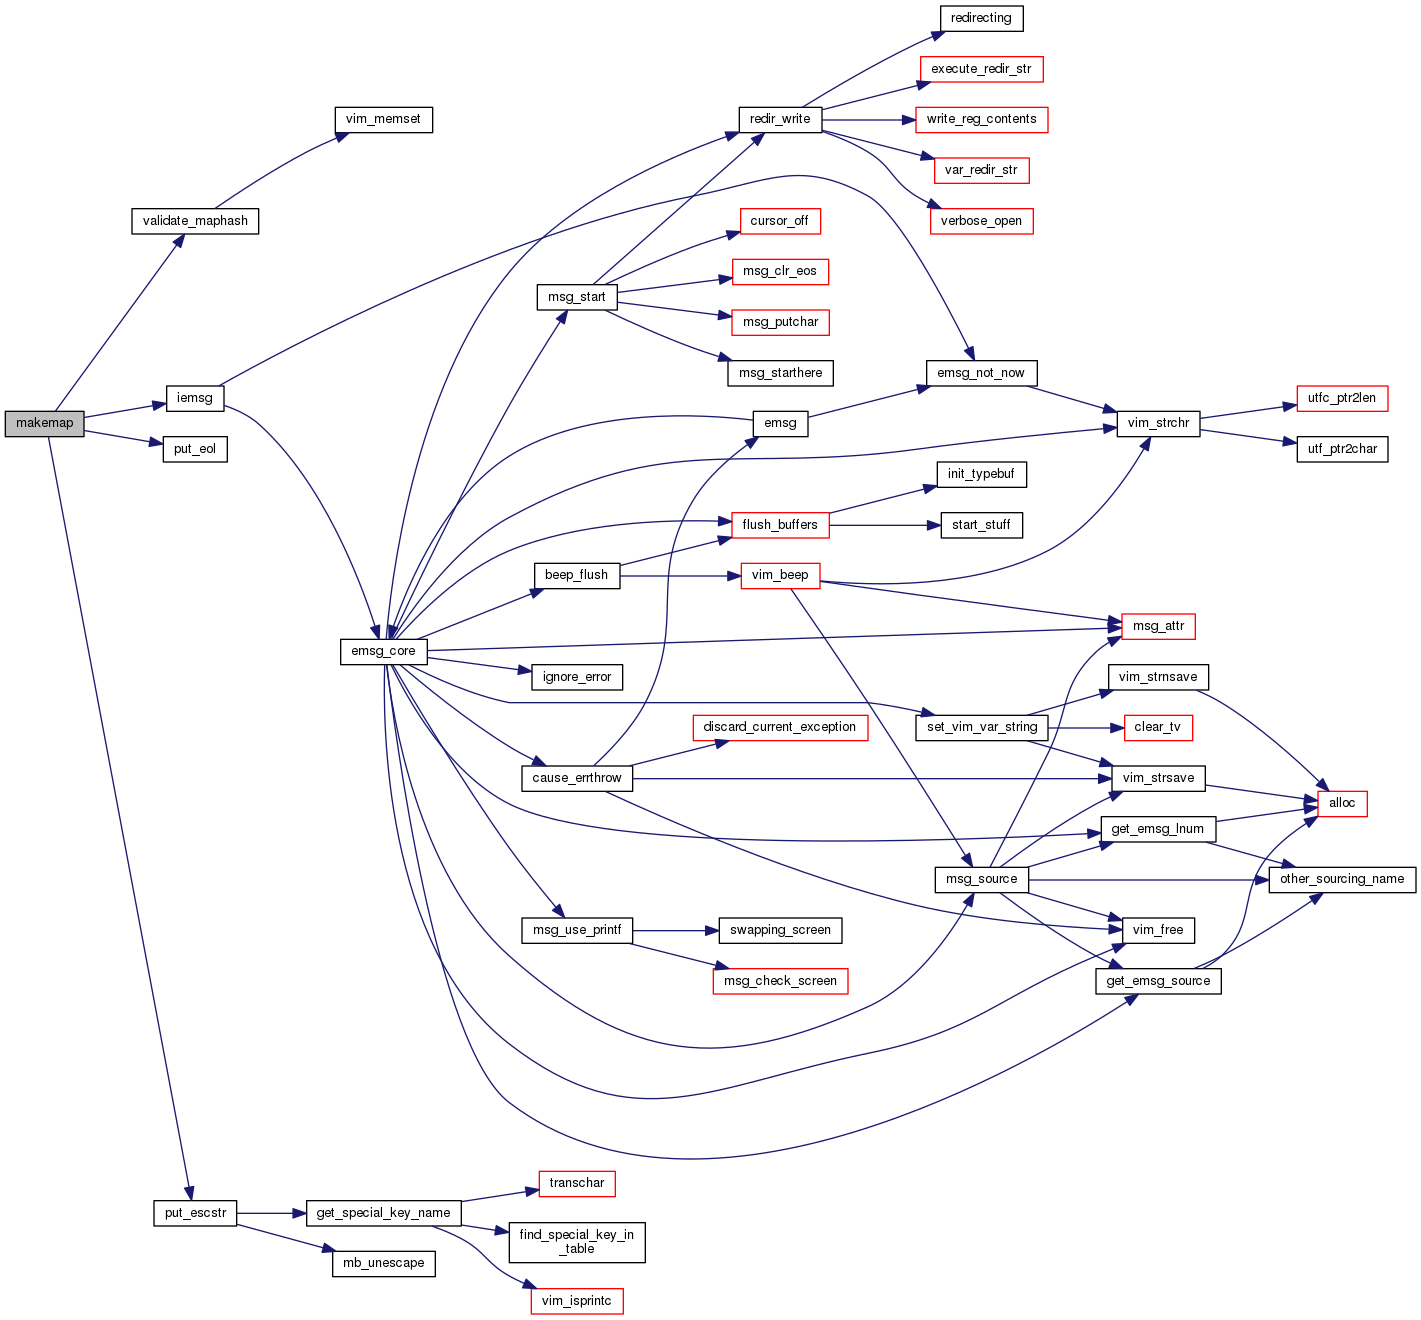 redirecting
execute_redir_str
vim_memset
redir_write
write_reg_contents
var_redir_str
validate_maphash
cursor_off
verbose_open
msg_clr_eos
msg_start
msg_putchar
msg_starthere
emsg_not_now
iemsg
utfc_ptr2len
makemap
emsg
vim_strchr
put_eol
utf_ptr2char
init_typebuf
flush_buffers
start_stuff
beep_flush
vim_beep
msg_attr
emsg_core
ignore_error
vim_strnsave
discard_current_exception
set_vim_var_string
clear_tv
cause_errthrow
vim_strsave
alloc
get_emsg_lnum
msg_source
other_sourcing_name
msg_use_printf
swapping_screen
vim_free
msg_check_screen
get_emsg_source
transchar
put_escstr
get_special_key_name
find_special_key_in
_table
mb_unescape
vim_isprintc